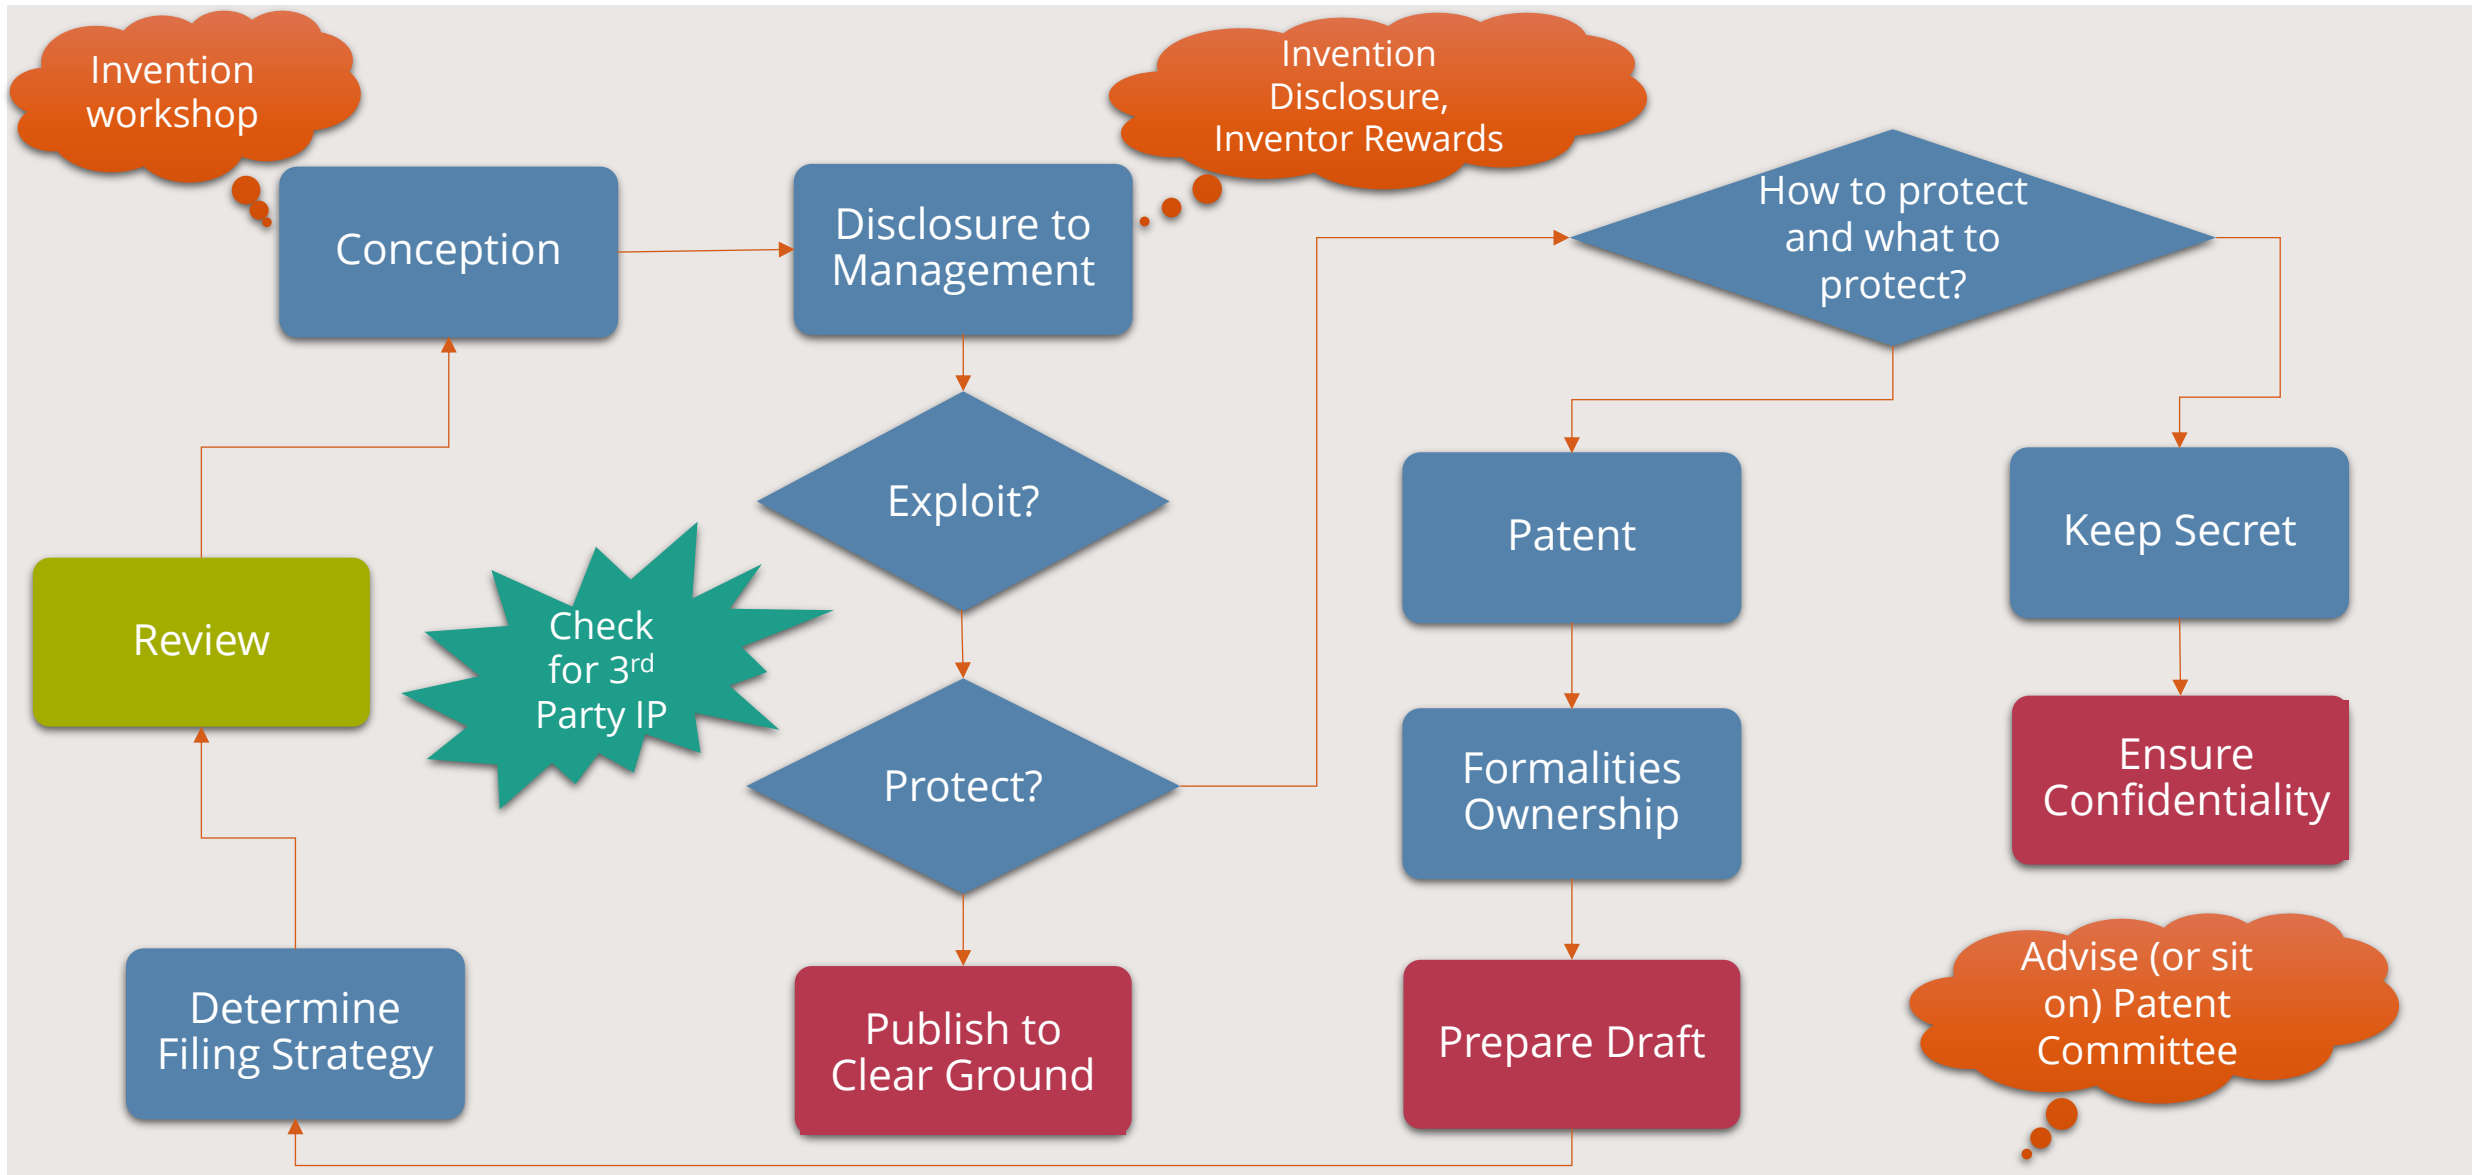 Invention
workshop
Invention
Disclosure,
Inventor Rewards
Conception
Disclosure to
Management
How to protect
and what to
protect?
Exploit?
Patent
Keep Secret
Check
for 3rd
Party IP
Review
Protect?
Formalities
Ownership
Ensure
Confidentiality
Determine
Filing Strategy
Publish to
Clear Ground
Prepare Draft
Advise (or sit
on) Patent
Committee